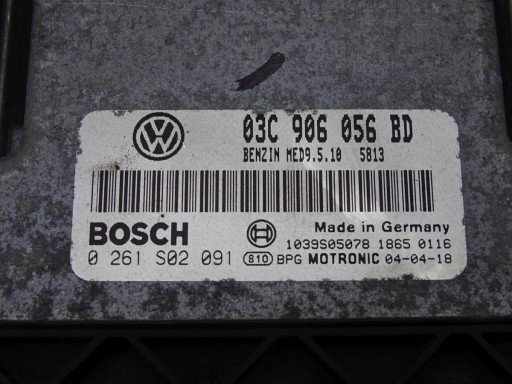 03C 906 056 BD
BENZIN MED9.5.10 5813
BOSCH
Made in Germany
1039S05078 1865 0116
0 261 S02 091
810 BPG MOTRONIC 04-04-18